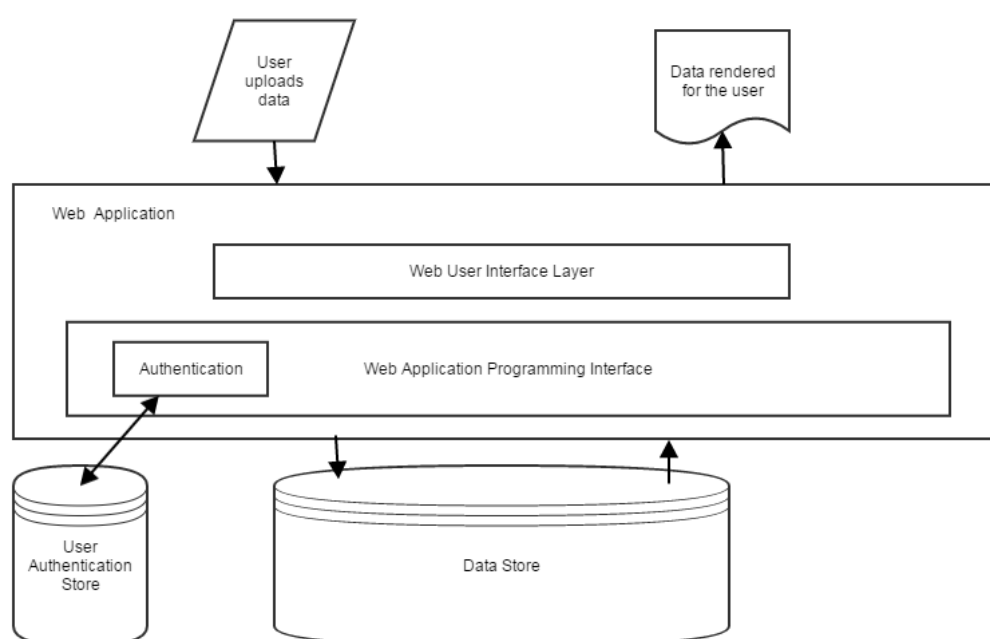 User
uploads
data
Data rendered
for the user
Web Application
Web User Interface Layer
Authentication
Web Application Programming Interface
User
Authentication
Store
Data Store